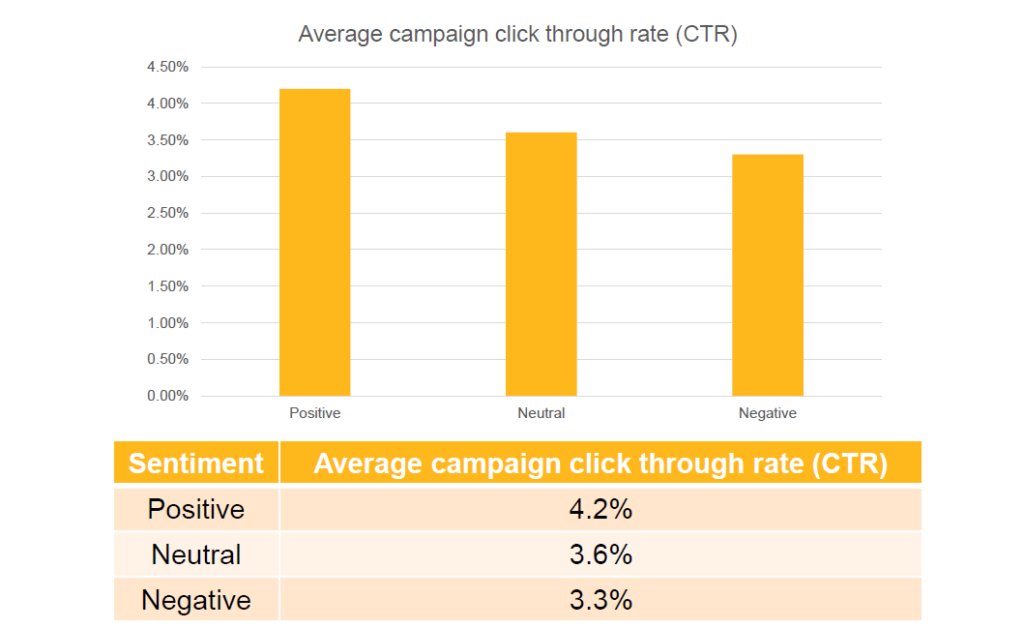 Average campaign click through rate (CTR)
4.50%
4.00%
3.50%
3.00%
2.50%
2.00%
1.50%
1.00%
0.50%
0.00%
Positive Neutral Negative
Sentiment Average campaign click through rate (CTR)
Positive 4.2%
Neutral 3.6%
Negative 3.3%